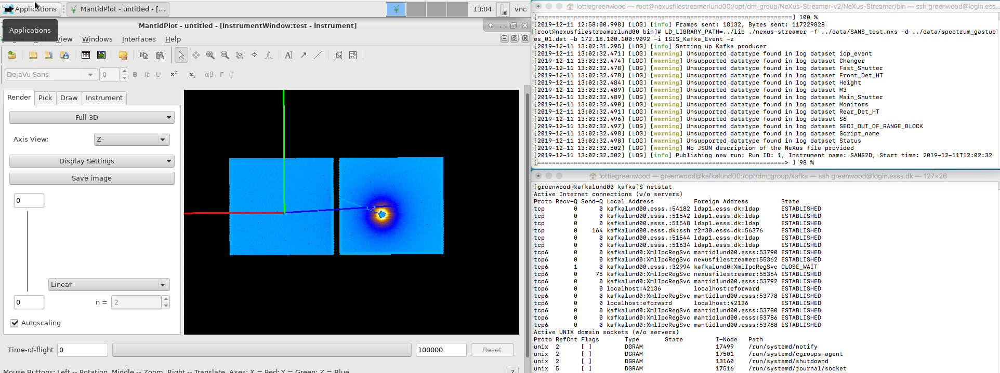 Applications
MantidPlot - untitled - [...
13:04
vnc
Applications
MantidPlot - untitled - [InstrumentWindow:test - Instrument]
View
Windows
Interfaces
Help
DejaVu Sans
0
B It U x² x₂ αβ Γ ∫
Render
Pick
Draw
Instrument
Full 3D
Axis View:
Z-
Display Settings
Save image
0
Linear
0
n =
2
Autoscaling
Time-of-flight
0
100000
Reset
Mouse Buttons: Left -- Rotation, Middle -- Zoom, Right -- Translate, Axes: X = Red; Y = Green; Z = Blue
?
lottiegreenwood — root@nexusfilestreamerlund00:/opt/dm_group/NeXus-Streamer-v2/NeXus-Streamer/bin — ssh greenwood@login.ess...
[======================================================================] 100 %
[2019-12-11 12:58:00.998] [LOG] [info] Frames sent: 18132, Bytes sent: 117229828
[[root@nexusfilestreamerlund00 bin]# LD_LIBRARY_PATH=../lib ./nexus-streamer -f ../data/SANS_test.nxs -d ../data/spectrum_gastub]
es_01.dat -b 172.18.100.100:9092 -i ISIS_Kafka_Event -z
[2019-12-11 13:02:31.295] [LOG] [info] Setting up Kafka producer
[2019-12-11 13:02:32.471] [LOG] [warning] Unsupported datatype found in log dataset icp_event
[2019-12-11 13:02:32.474] [LOG] [warning] Unsupported datatype found in log dataset Changer
[2019-12-11 13:02:32.478] [LOG] [warning] Unsupported datatype found in log dataset Fast_Shutter
[2019-12-11 13:02:32.478] [LOG] [warning] Unsupported datatype found in log dataset Front_Det_HT
[2019-12-11 13:02:32.484] [LOG] [warning] Unsupported datatype found in log dataset Height
[2019-12-11 13:02:32.489] [LOG] [warning] Unsupported datatype found in log dataset M3
[2019-12-11 13:02:32.489] [LOG] [warning] Unsupported datatype found in log dataset Main_Shutter
[2019-12-11 13:02:32.490] [LOG] [warning] Unsupported datatype found in log dataset Monitors
[2019-12-11 13:02:32.491] [LOG] [warning] Unsupported datatype found in log dataset Rear_Det_HT
[2019-12-11 13:02:32.496] [LOG] [warning] Unsupported datatype found in log dataset S6
[2019-12-11 13:02:32.497] [LOG] [warning] Unsupported datatype found in log dataset SECI_OUT_OF_RANGE_BLOCK
[2019-12-11 13:02:32.498] [LOG] [warning] Unsupported datatype found in log dataset Script_name
[2019-12-11 13:02:32.498] [LOG] [warning] Unsupported datatype found in log dataset Status
[2019-12-11 13:02:32.502] [LOG] [warning] No JSON description of the NeXus file provided
[2019-12-11 13:02:32.502] [LOG] [info] Publishing new run: Run ID: 1, Instrument name: SANS2D, Start time: 2019-12-11T12:02:32
[====================================================================> ] 98 %
lottiegreenwood — greenwood@kafkalund00:/opt/dm_group/kafka — ssh greenwood@login.esss.dk — 127×26
[greenwood@kafkalund00 kafka]$ netstat
Active Internet connections (w/o servers)
Proto Recv-Q Send-Q Local Address Foreign Address State
tcp 0 0 kafkalund00.esss.:54182 ldap1.esss.dk:ldap ESTABLISHED
tcp 0 0 kafkalund00.esss.:51542 ldap1.esss.dk:ldap ESTABLISHED
tcp 0 0 kafkalund00.esss.:51548 ldap1.esss.dk:ldap ESTABLISHED
tcp 0 164 kafkalund00.esss.dk:ssh r2n30.esss.dk:56376 ESTABLISHED
tcp 0 0 kafkalund00.esss.:51544 ldap1.esss.dk:ldap ESTABLISHED
tcp 0 0 kafkalund00.esss.:51634 ldap1.esss.dk:ldap ESTABLISHED
tcp6 0 0 kafkalund0:XmlIpcRegSvc mantidlund00.esss:53790 ESTABLISHED
tcp6 0 0 kafkalund0:XmlIpcRegSvc nexusfilestreamer:55362 ESTABLISHED
tcp6 1 0 kafkalund00.esss.:32994 kafkalund0:XmlIpcRegSvc CLOSE_WAIT
tcp6 0 75 kafkalund0:XmlIpcRegSvc nexusfilestreamer:55364 ESTABLISHED
tcp6 0 0 kafkalund0:XmlIpcRegSvc mantidlund00.esss:53792 ESTABLISHED
tcp6 0 0 localhost:42136 localhost:eforward ESTABLISHED
tcp6 0 0 kafkalund0:XmlIpcRegSvc mantidlund00.esss:53778 ESTABLISHED
tcp6 0 0 localhost:eforward localhost:42136 ESTABLISHED
tcp6 0 0 kafkalund0:XmlIpcRegSvc mantidlund00.esss:53780 ESTABLISHED
tcp6 0 0 kafkalund0:XmlIpcRegSvc mantidlund00.esss:53786 ESTABLISHED
tcp6 0 0 kafkalund0:XmlIpcRegSvc mantidlund00.esss:53788 ESTABLISHED
Active UNIX domain sockets (w/o servers)
Proto RefCnt Flags Type State I-Node Path
unix 2 [ ] DGRAM 17499 /run/systemd/notify
unix 2 [ ] DGRAM 17501 /run/systemd/cgroups-agent
unix 2 [ ] DGRAM 13160 /run/systemd/shutdownd
unix 5 [ ] DGRAM 17516 /run/systemd/journal/socket